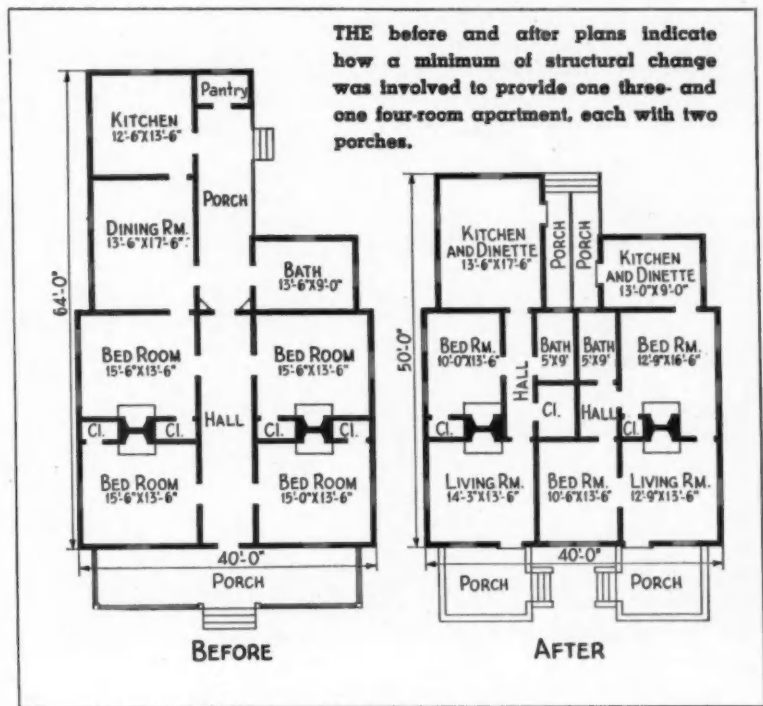 THE before and after plans indicate
how a minimum of structural change
was involved to provide one three- and
one four-room apartment, each with two
porches.
Pantry
KITCHEN
12'-6"X13'-6"
PORCH
DINING RM.
13'-6"X17'-6"
BATH
13'-6"X9'-0"
64'-0"
BED ROOM
15'-6"X13'-6"
BED ROOM
15'-6"X13'-6"
HALL
Cl.
Cl.
Cl.
Cl.
BED ROOM
15'-6"X13'-6"
BED ROOM
15'-0"X13'-6"
40'-0"
PORCH
BEFORE
KITCHEN
AND DINETTE
13'-6"X17'-6"
PORCH
PORCH
KITCHEN
AND DINETTE
13'-0"X9'-0"
50'-0"
BED RM.
10'-0"X13'-6"
HALL
BATH
5'X9'
BATH
5'X9'
BED RM.
12'-9"X16'-6"
Cl.
Cl.
HALL
Cl.
LIVING RM.
14'-3"X13'-6"
BED RM.
10'-6"X13'-6"
LIVING RM.
12'-9"X13'-6"
40'-0"
PORCH
PORCH
AFTER